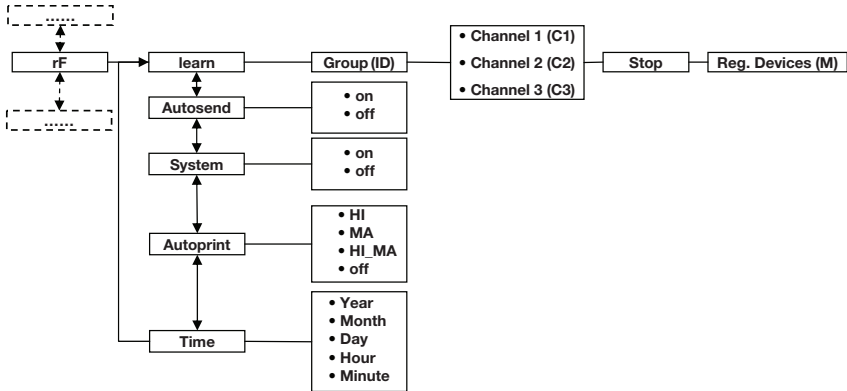 ......
rF
......
learn
Group (ID)
• Channel 1 (C1)
• Channel 2 (C2)
• Channel 3 (C3)
Stop
Reg. Devices (M)
Autosend
• on
• off
System
• on
• off
Autoprint
• HI
• MA
• HI_MA
• off
Time
• Year
• Month
• Day
• Hour
• Minute